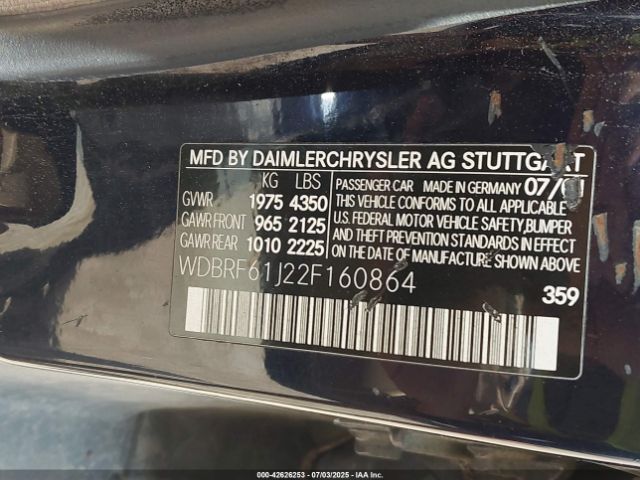 MFD BY DAIMLERCHRYSLER AG STUTTGART
KG LBS
GVWR 1975 4350
GAWR FRONT 965 2125
GAWR REAR 1010 2225
PASSENGER CAR MADE IN GERMANY
THIS VEHICLE CONFORMS TO ALL APPLICABLE
U.S. FEDERAL MOTOR VEHICLE SAFETY,BUMPER
AND THEFT PREVENTION STANDARDS IN EFFECT
ON THE DATE OF MANUFACTURE SHOWN ABOVE.
WDBRF61J22F160864
359
000-42626253 07/03/2025 - IAAI.COM